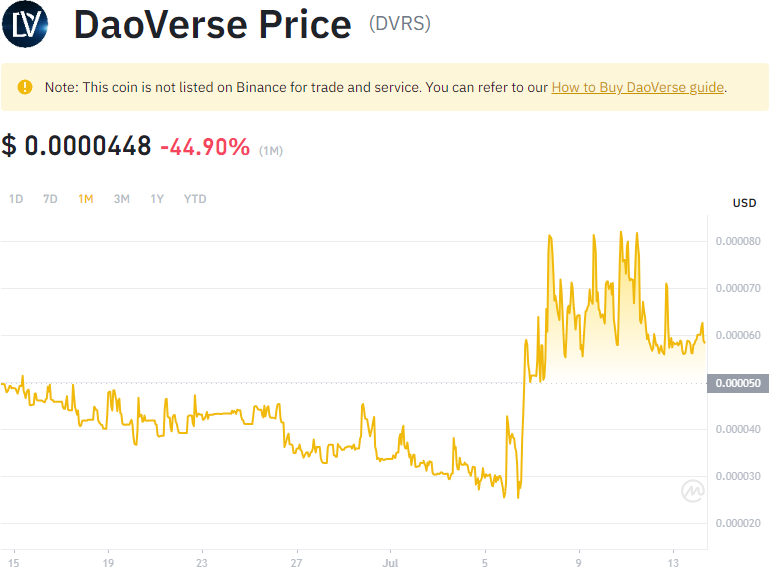 DV
DaoVerse Price (DVRS)
Note: This coin is not listed on Binance for trade and service. You can refer to our How to Buy DaoVerse guide.
$ 0.0000448 -44.90% (1M)
1D 7D 1M 3M 1Y YTD
USD
0.000080
0.000070
0.000060
0.000050
0.000040
0.000030
0.000020
15 19 23 27 Jul 5 9 13